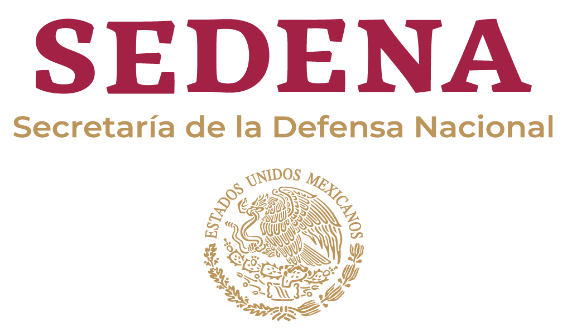 SEDENA
Secretaría de la Defensa Nacional
ESTADOS UNIDOS MEXICANOS